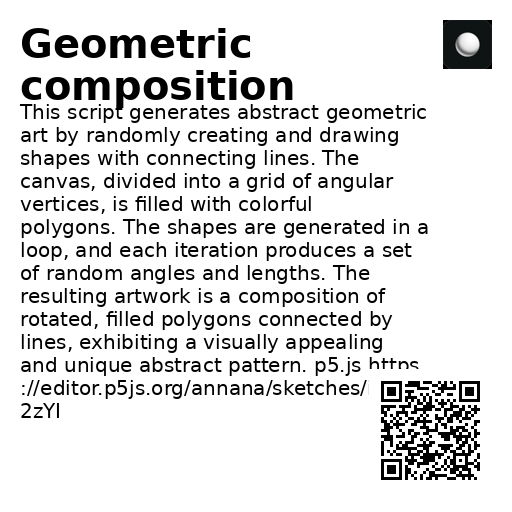 Geometric
composition
This script generates abstract geometric
art by randomly creating and drawing
shapes with connecting lines. The
canvas, divided into a grid of angular
vertices, is filled with colorful
polygons. The shapes are generated in a
loop, and each iteration produces a set
of random angles and lengths. The
resulting artwork is a composition of
rotated, filled polygons connected by
lines, exhibiting a visually appealing
and unique abstract pattern. p5.js https
://editor.p5js.org/annana/sketches/
2zYI